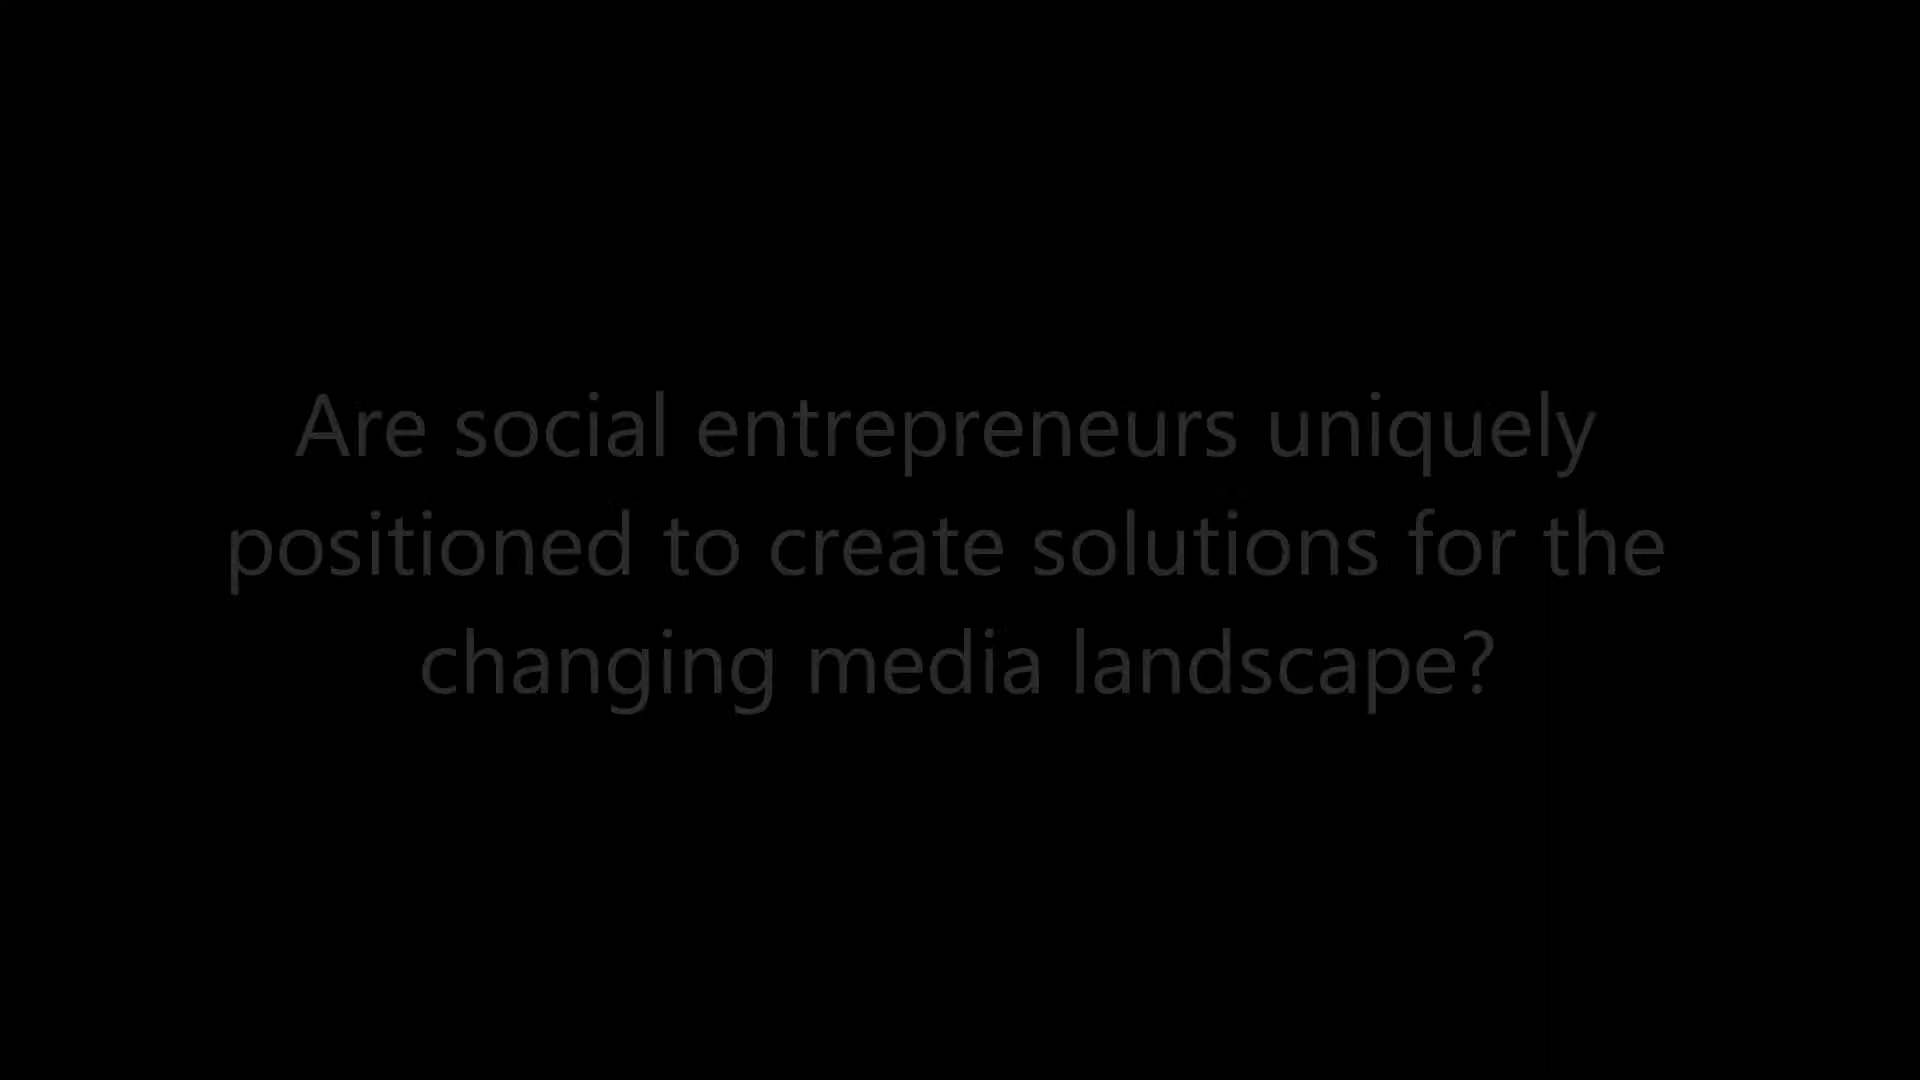 Are social entrepreneurs uniquely
positioned to create solutions for the
changing media landscape?